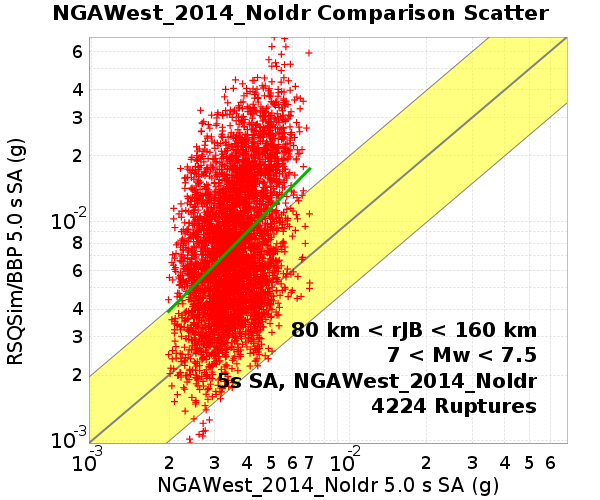 NGAWest_2014_NoIdr Comparison Scatter
RSQSim/BBP 5.0 s SA (g)
6
4
3
2
10-2
8
6
4
3
2
10-3
80 km < rJB < 160 km
7 < Mw < 7.5
5s SA, NGAWest_2014_NoIdr
4224 Ruptures
10-3 2 3 4 5 6 7 10-2 2 3 4 5 6
NGAWest_2014_NoIdr 5.0 s SA (g)